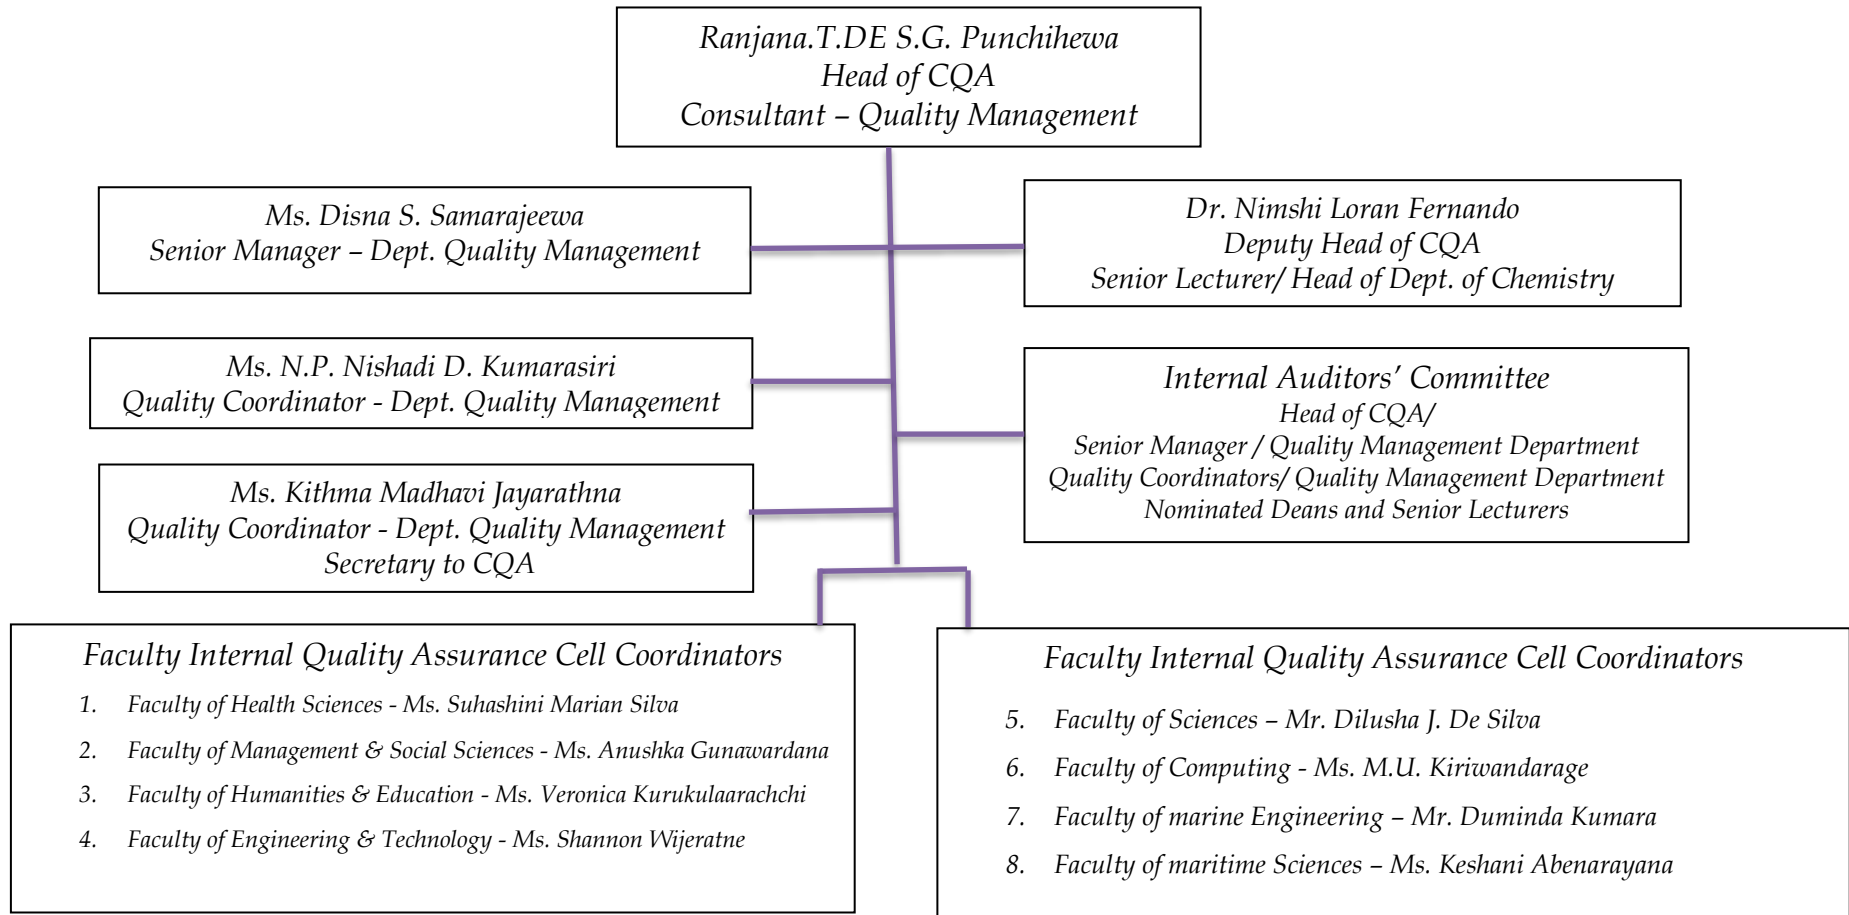 Ranjana.T.DE S.G. Punchihewa
Head of CQA
Consultant – Quality Management
Ms. Disna S. Samarajeewa
Senior Manager – Dept. Quality Management
Dr. Nimshi Loran Fernando
Deputy Head of CQA
Senior Lecturer/ Head of Dept. of Chemistry
Ms. N.P. Nishadi D. Kumarasiri
Quality Coordinator - Dept. Quality Management
Internal Auditors’ Committee
Head of CQA/
Senior Manager / Quality Management Department
Quality Coordinators/ Quality Management Department
Nominated Deans and Senior Lecturers
Ms. Kithma Madhavi Jayarathna
Quality Coordinator - Dept. Quality Management
Secretary to CQA
Faculty Internal Quality Assurance Cell Coordinators
1. Faculty of Health Sciences - Ms. Suhashini Marian Silva
2. Faculty of Management & Social Sciences - Ms. Anushka Gunawardana
3. Faculty of Humanities & Education - Ms. Veronica Kurukulaarachchi
4. Faculty of Engineering & Technology - Ms. Shannon Wijeratne
Faculty Internal Quality Assurance Cell Coordinators
5. Faculty of Sciences – Mr. Dilusha J. De Silva
6. Faculty of Computing - Ms. M.U. Kiriwandarage
7. Faculty of marine Engineering – Mr. Duminda Kumara
8. Faculty of maritime Sciences – Ms. Keshani Abenarayana